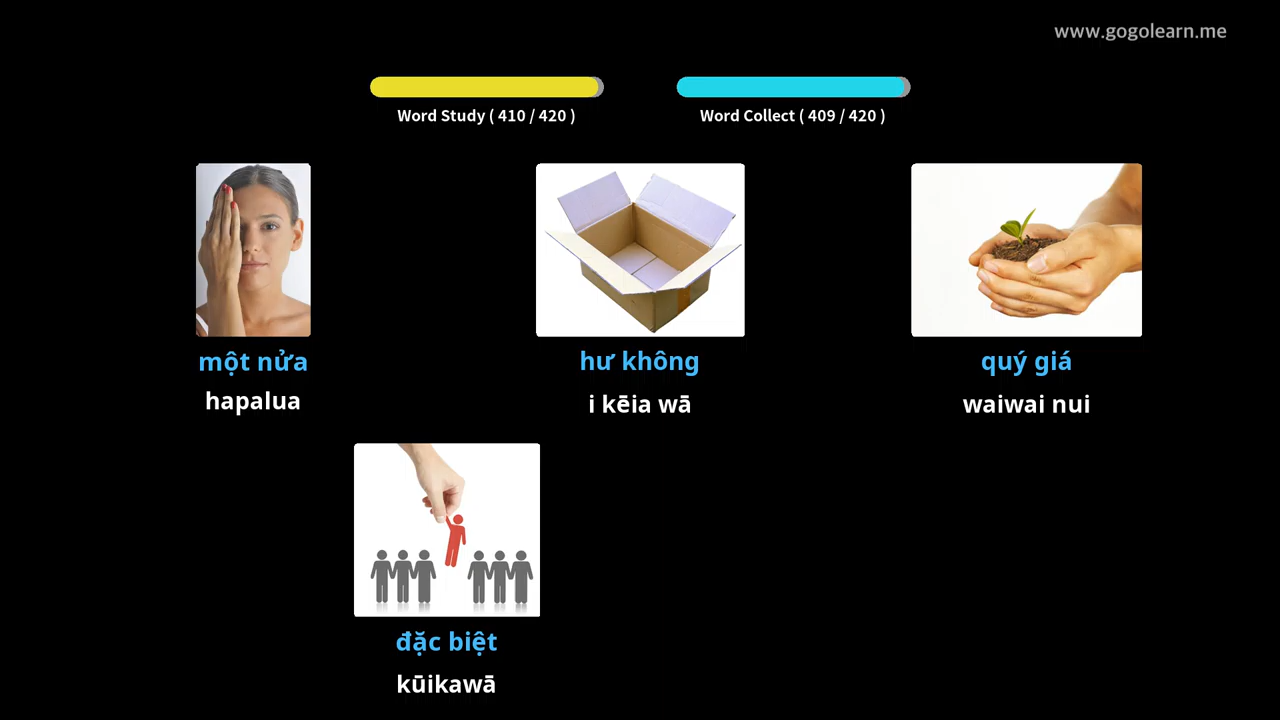 www.gogolearn.me
Word Study ( 410 / 420 )
Word Collect ( 409 / 420 )
một nửa
hapalua
hư không
i kēia wā
quý giá
waiwai nui
đặc biệt
kūikawā